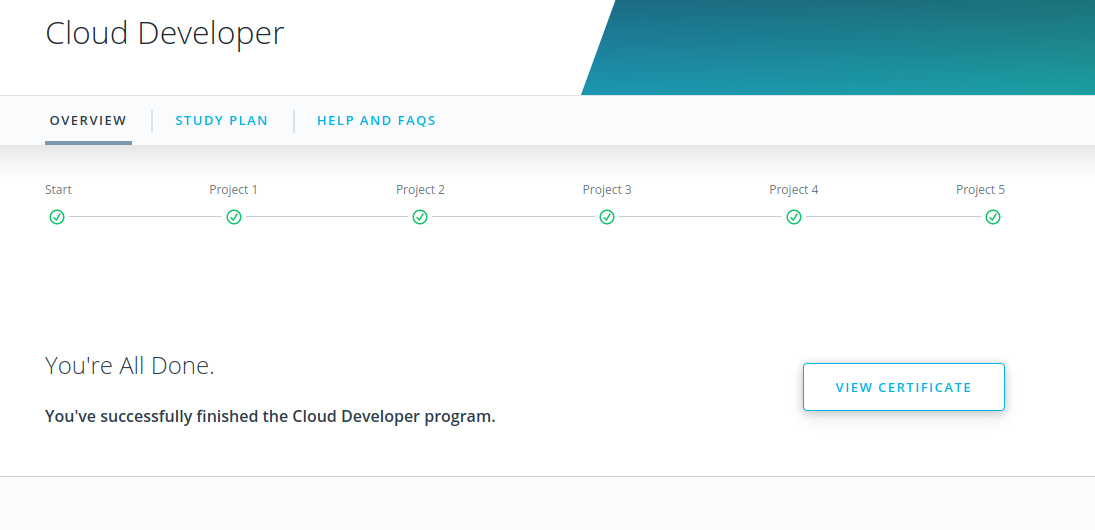 Cloud Developer
OVERVIEW
STUDY PLAN
HELP AND FAQS
Start
Project 1
Project 2
Project 3
Project 4
Project 5
You're All Done.
VIEW CERTIFICATE
You've successfully finished the Cloud Developer program.